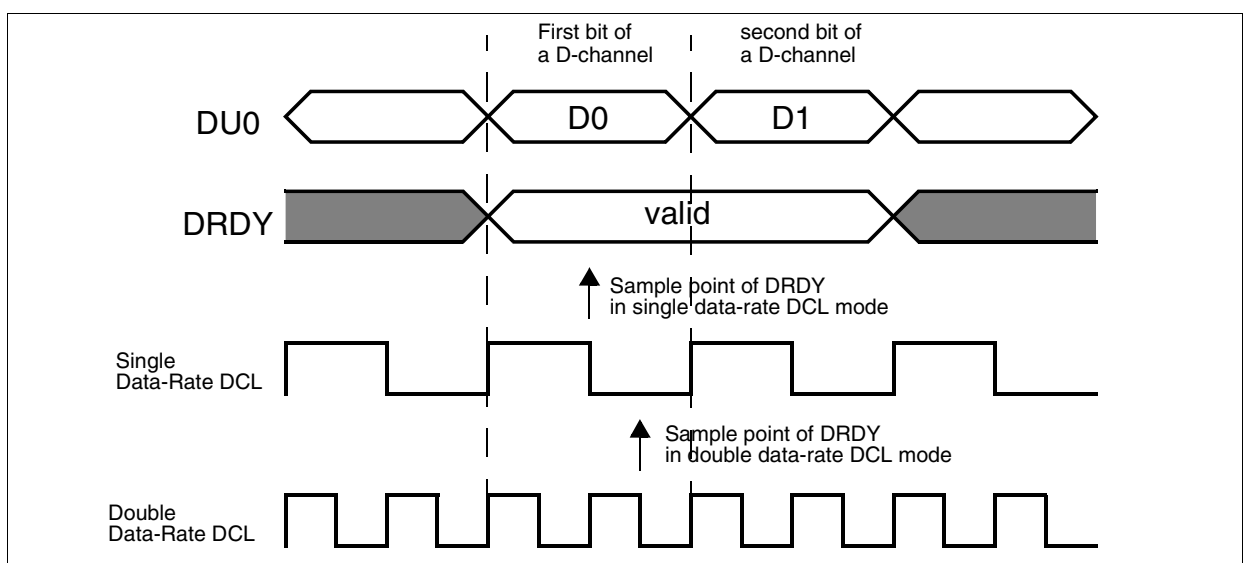 First bit of
a D-channel
second bit of
a D-channel
DU0
D0
D1
DRDY
valid
Sample point of DRDY
in single data-rate DCL mode
Single
Data-Rate DCL
Sample point of DRDY
in double data-rate DCL mode
Double
Data-Rate DCL